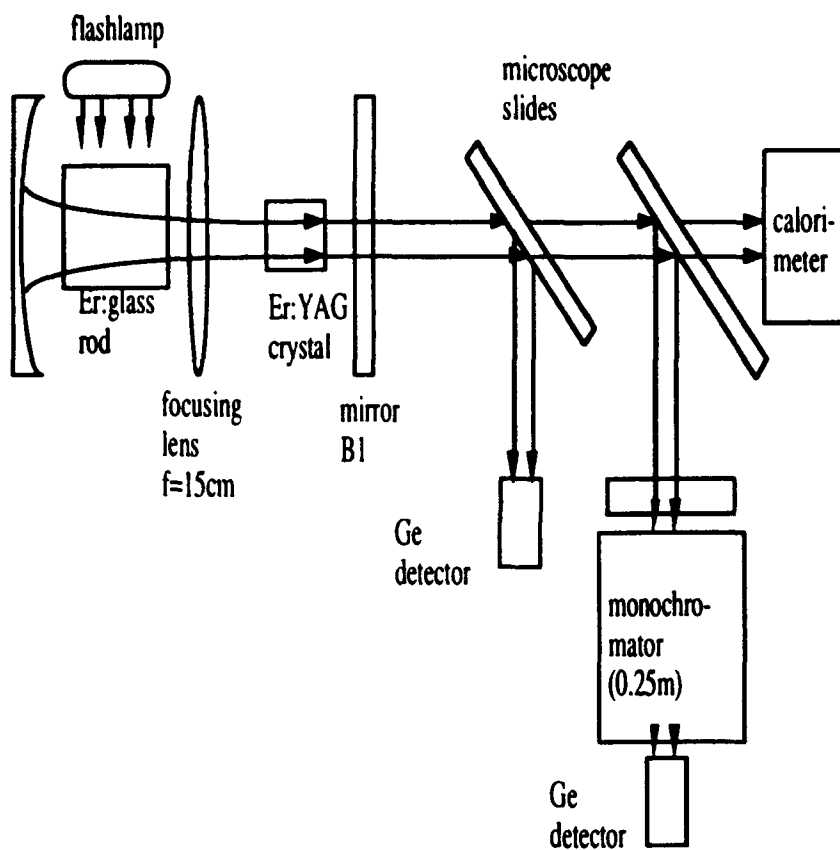 flashlamp
microscope
slides
calori-
meter
Er:glass
rod
Er:YAG
crystal
focusing
lens
f=15cm
mirror
B1
Ge
detector
monochro-
mator
(0.25m)
Ge
detector